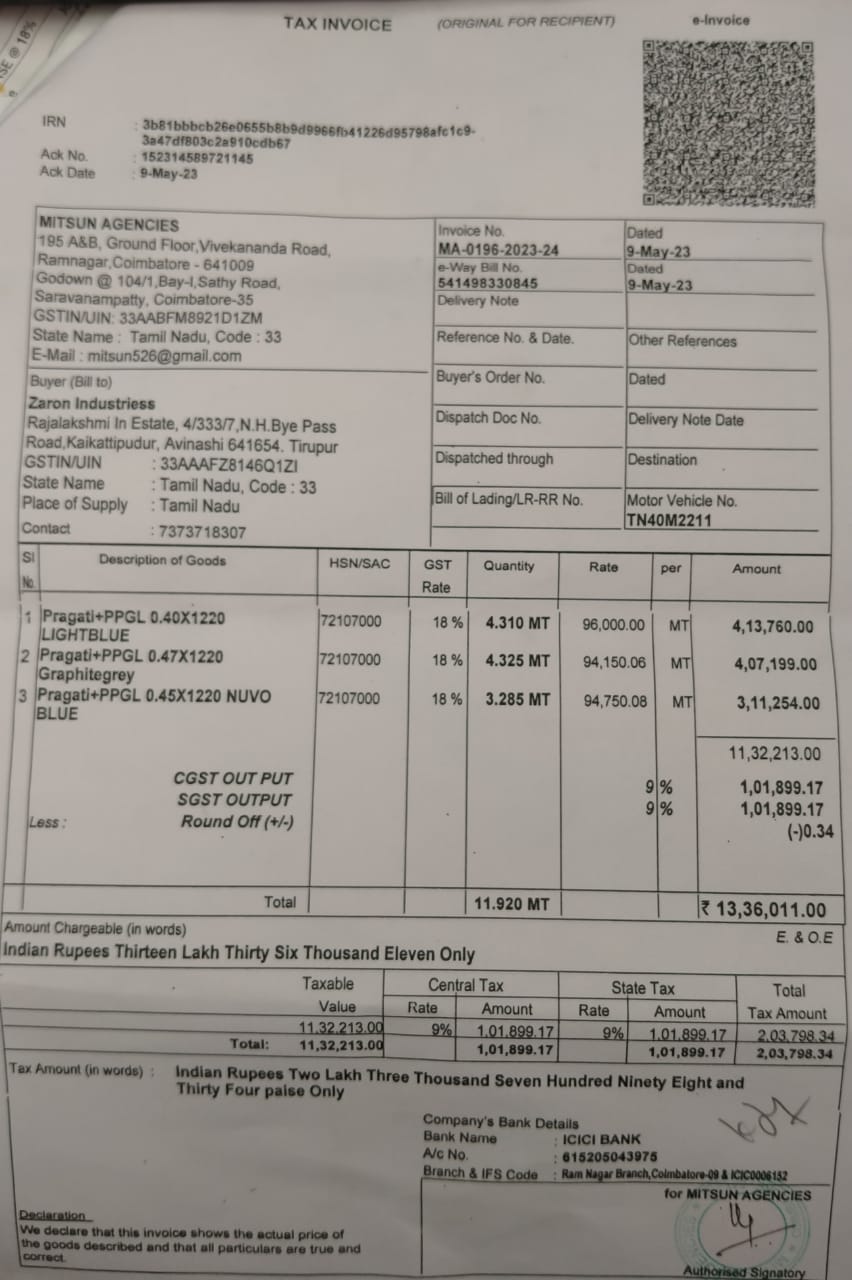 SE @ 18%
TAX INVOICE (ORIGINAL FOR RECIPIENT) e-Invoice
IRN : 3b81bbbcb26e0655b8b9d9966fb41226d95798afc1c9-
3a47df803c2a910cdb67
Ack No. : 152314589721145
Ack Date : 9-May-23
MITSUN AGENCIES
195 A&B, Ground Floor,Vivekananda Road,
Ramnagar,Coimbatore - 641009
Godown @ 104/1,Bay-I,Sathy Road,
Saravanampatty, Coimbatore-35
GSTIN/UIN: 33AABFM8921D1ZM
State Name : Tamil Nadu, Code : 33
E-Mail : mitsun526@gmail.com
Invoice No. Dated
MA-0196-2023-24 9-May-23
e-Way Bill No. Dated
541498330845 9-May-23
Delivery Note
Reference No. & Date. Other References
Buyer's Order No. Dated
Dispatch Doc No. Delivery Note Date
Dispatched through Destination
Bill of Lading/LR-RR No. Motor Vehicle No.
TN40M2211
Buyer (Bill to)
Zaron Industriess
Rajalakshmi In Estate, 4/333/7,N.H.Bye Pass
Road,Kaikattipudur, Avinashi 641654. Tirupur
GSTIN/UIN : 33AAAFZ8146Q1ZI
State Name : Tamil Nadu, Code : 33
Place of Supply : Tamil Nadu
Contact : 7373718307
Sl No. Description of Goods HSN/SAC GST Rate Quantity Rate per Amount
1 Pragati+PPGL 0.40X1220 72107000 18 % 4.310 MT 96,000.00 MT 4,13,760.00
LIGHTBLUE
2 Pragati+PPGL 0.47X1220 72107000 18 % 4.325 MT 94,150.06 MT 4,07,199.00
Graphitegrey
3 Pragati+PPGL 0.45X1220 NUVO 72107000 18 % 3.285 MT 94,750.08 MT 3,11,254.00
BLUE
11,32,213.00
CGST OUT PUT 9 % 1,01,899.17
SGST OUTPUT 9 % 1,01,899.17
Less : Round Off (+/-) (-)0.34
Total 11.920 MT ₹ 13,36,011.00
Amount Chargeable (in words) E. & O.E
Indian Rupees Thirteen Lakh Thirty Six Thousand Eleven Only
Taxable Central Tax State Tax Total
Value Rate Amount Rate Amount Tax Amount
11,32,213.00 9% 1,01,899.17 9% 1,01,899.17 2,03,798.34
Total: 11,32,213.00 1,01,899.17 1,01,899.17 2,03,798.34
Tax Amount (in words) : Indian Rupees Two Lakh Three Thousand Seven Hundred Ninety Eight and
Thirty Four paise Only
Company's Bank Details
Bank Name : ICICI BANK
A/c No. : 615205043975
Branch & IFS Code : Ram Nagar Branch,Coimbatore-09 & ICIC0006152
for MITSUN AGENCIES
Declaration
We declare that this invoice shows the actual price of
the goods described and that all particulars are true and
correct.
Authorised Signatory